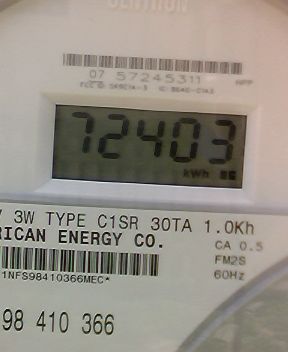 CENTRON
07 57245311
72403
kWh
3W TYPE C1SR 30TA 1.0Kh
RICAN ENERGY CO.
CA 0.5
FM2S
60Hz
1NFS98410366MEC*
98 410 366